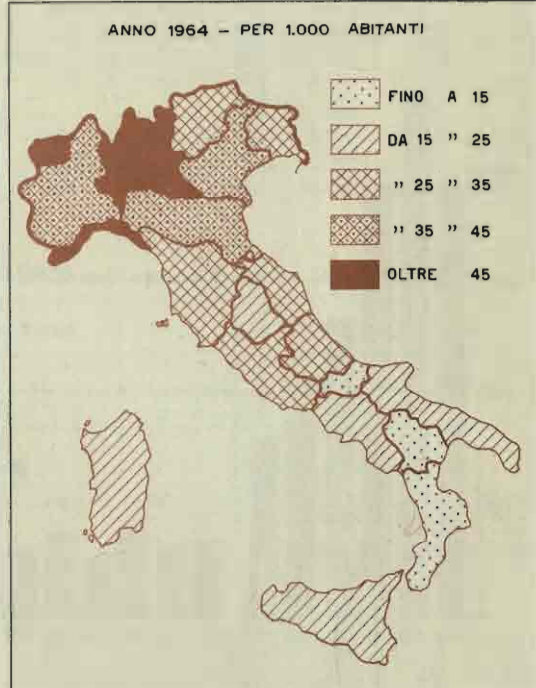 ANNO 1964 – PER 1.000 ABITANTI
FINO A 15
DA 15 " 25
" 25 " 35
" 35 " 45
OLTRE 45